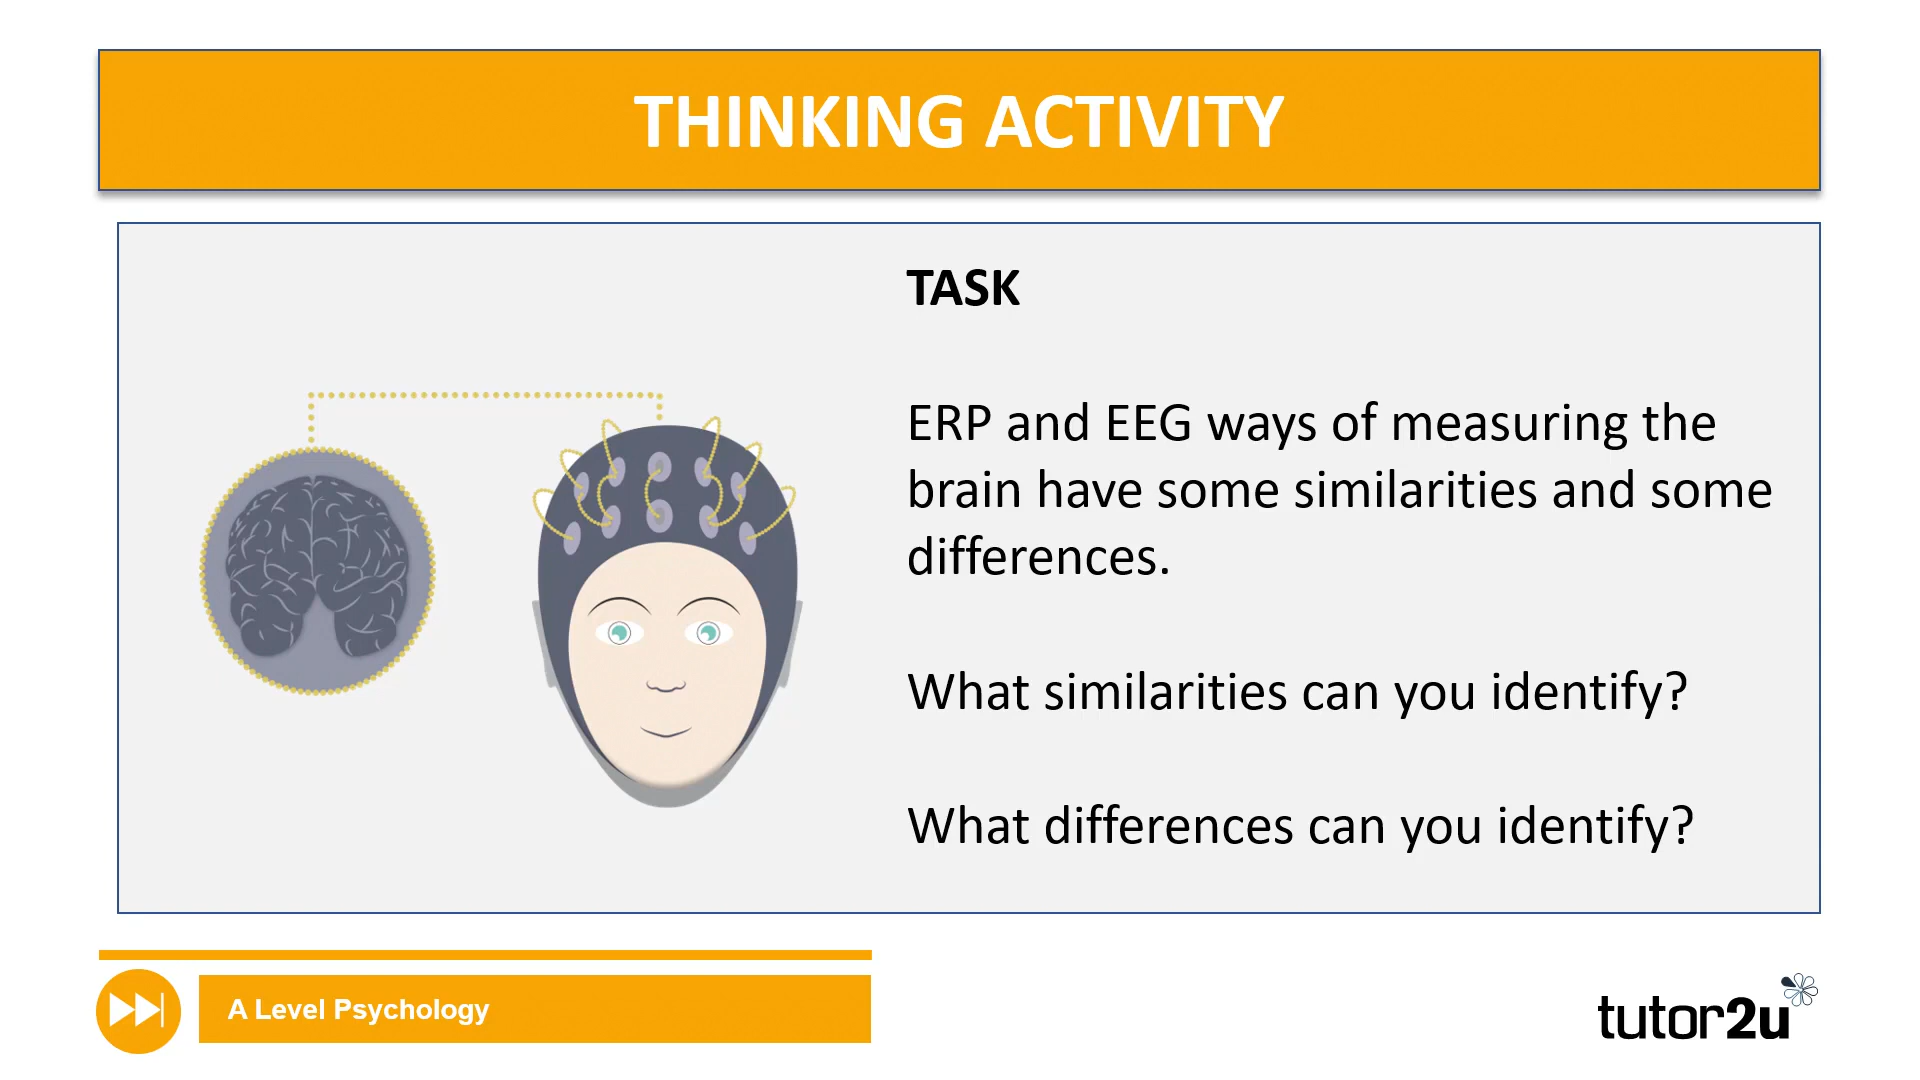 THINKING ACTIVITY
TASK
ERP and EEG ways of measuring the
brain have some similarities and some
differences.
What similarities can you identify?
What differences can you identify?
A Level Psychology
tutor2u